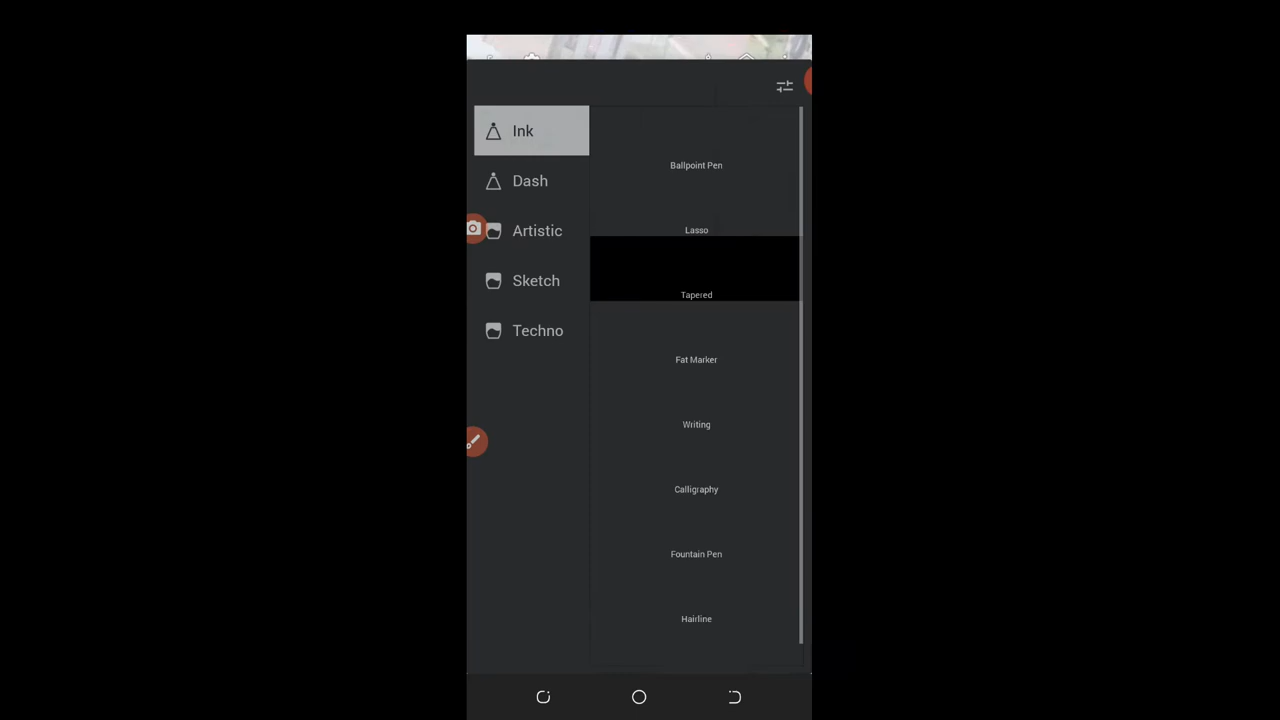 Ink
Dash
Artistic
Sketch
Techno
Ballpoint Pen
Lasso
Tapered
Fat Marker
Writing
Calligraphy
Fountain Pen
Hairline